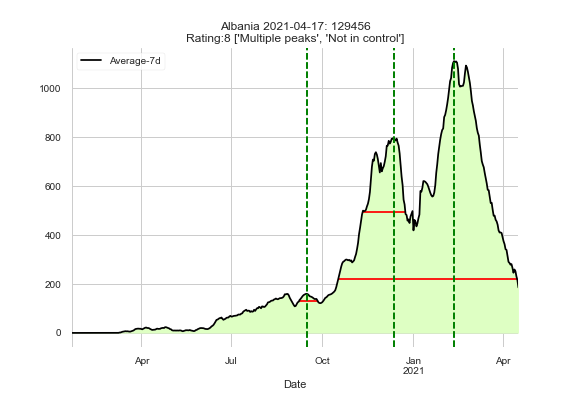 Albania 2021-04-17: 129456
Rating:8 ['Multiple peaks', 'Not in control']
Average-7d
1000
800
600
400
200
0
Apr
Jul
Oct
Jan
2021
Apr
Date